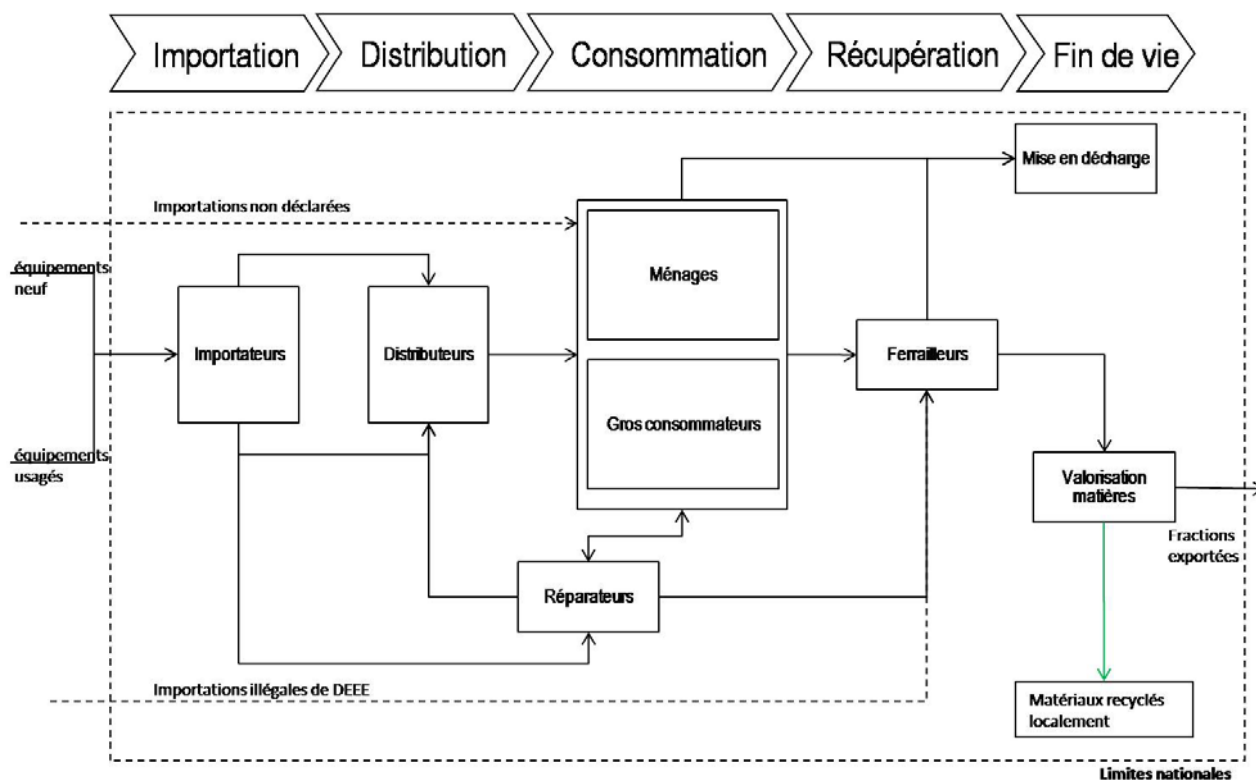 Importation
Distribution
Consommation
Récupération
Fin de vie
Mise en décharge
Importations non déclarées
équipements
neuf
Ménages
Importateurs
Distributeurs
Ferrailleurs
Gros consommateurs
équipements
usagés
Valorisation
matières
Fractions
exportées
Réparateurs
Importations illégales de DEEE
Matériaux recyclés
localement
Limites nationales